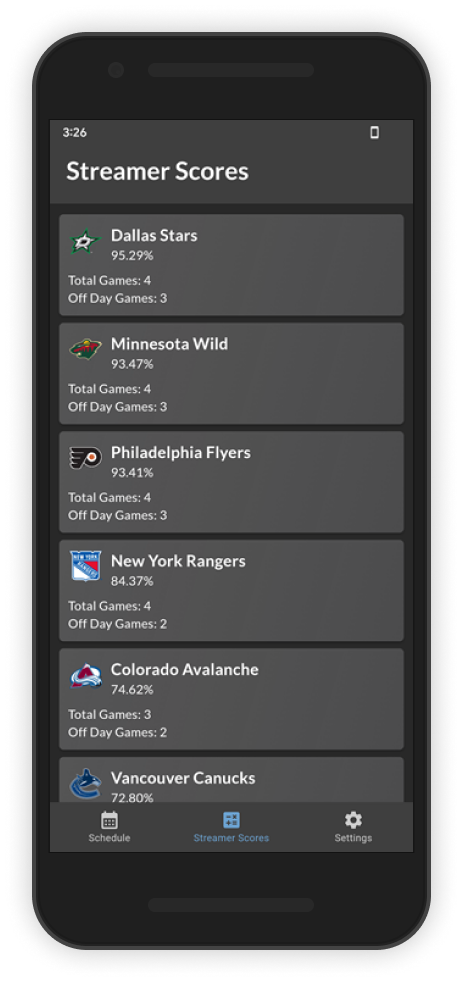 3:26
Streamer Scores
Dallas Stars
95.29%
Total Games: 4
Off Day Games: 3
Minnesota Wild
93.47%
Total Games: 4
Off Day Games: 3
Philadelphia Flyers
93.41%
Total Games: 4
Off Day Games: 3
NEW YORK
RANGERS
New York Rangers
84.37%
Total Games: 4
Off Day Games: 2
Colorado Avalanche
74.62%
Total Games: 3
Off Day Games: 2
Vancouver Canucks
72.80%
Schedule
Streamer Scores
Settings